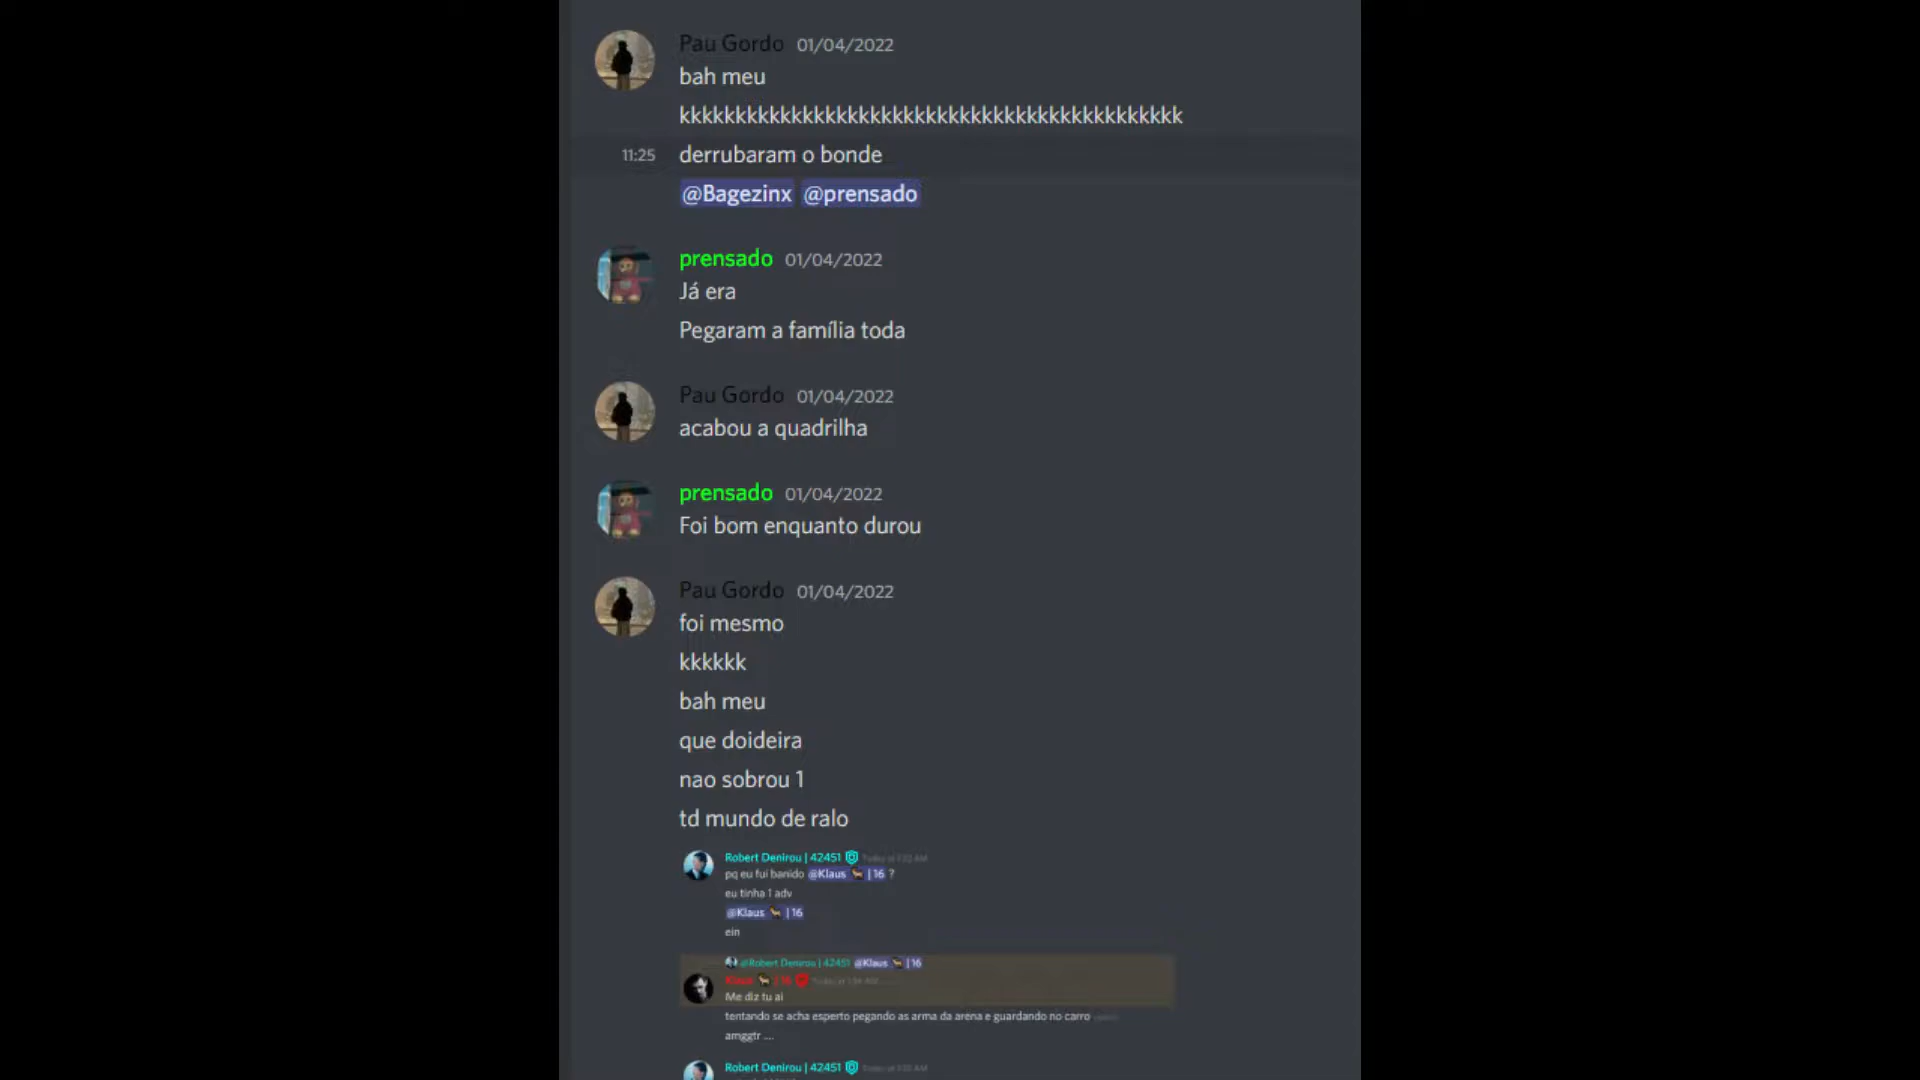 Pau Gordo 01/04/2022
bah meu
kkkkkkkkkkkkkkkkkkkkkkkkkkkkkkkkkkkkkkkkkkkkk
11:25 derrubaram o bonde
@Bagezinx @prensado
prensado 01/04/2022
Já era
Pegaram a família toda
Pau Gordo 01/04/2022
acabou a quadrilha
prensado 01/04/2022
Foi bom enquanto durou
Pau Gordo 01/04/2022
foi mesmo
kkkkkk
bah meu
que doideira
nao sobrou 1
td mundo de ralo
Robert Denirou | 42451
pq eu fui banido @Klaus | 16 ?
eu tinha 1 adv
@Klaus | 16
ein
@Robert Denirou | 42451 @Klaus | 16
Klaus | 16
Me diz tu ai
tentando se acha esperto pegando as arma da arena e guardando no carro
amggtr ...
Robert Denirou | 42451